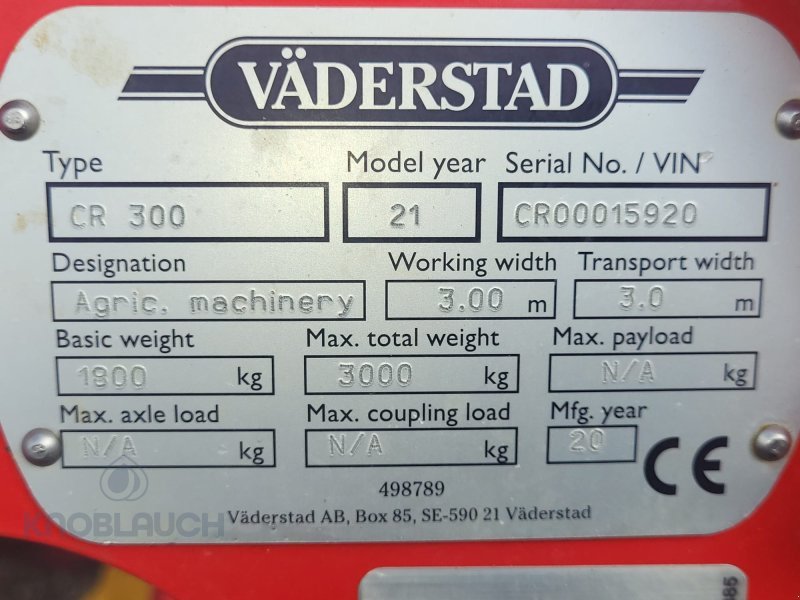 VÄDERSTAD
Type Model year Serial No. / VIN
CR 300 21 CR00015920
Designation Working width Transport width
Agric. machinery 3.00 m 3.0 m
Basic weight Max. total weight Max. payload
1800 kg 3000 kg N/A kg
Max. axle load Max. coupling load Mfg. year
N/A kg N/A kg 20
CE
498789
Väderstad AB, Box 85, SE-590 21 Väderstad
KNOBLAUCH